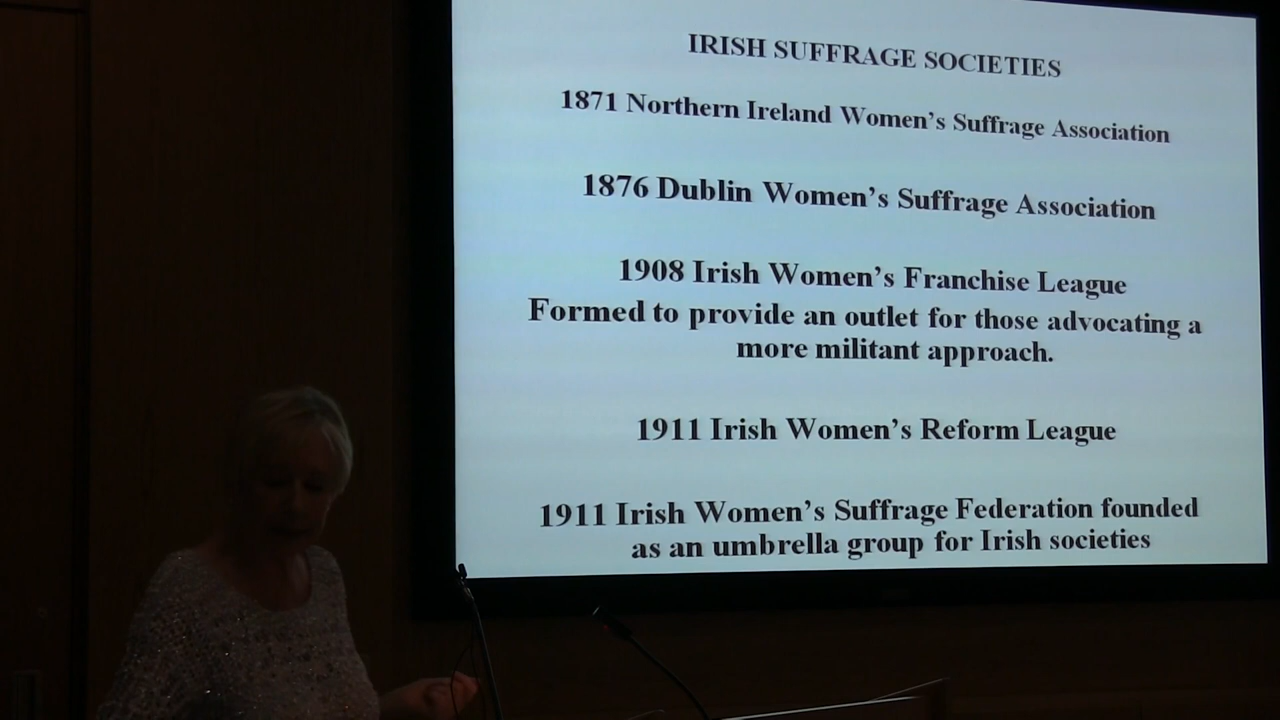 IRISH SUFFRAGE SOCIETIES
1871 Northern Ireland Women’s Suffrage Association
1876 Dublin Women’s Suffrage Association
1908 Irish Women’s Franchise League
Formed to provide an outlet for those advocating a
more militant approach.
1911 Irish Women’s Reform League
1911 Irish Women’s Suffrage Federation founded
as an umbrella group for Irish societies